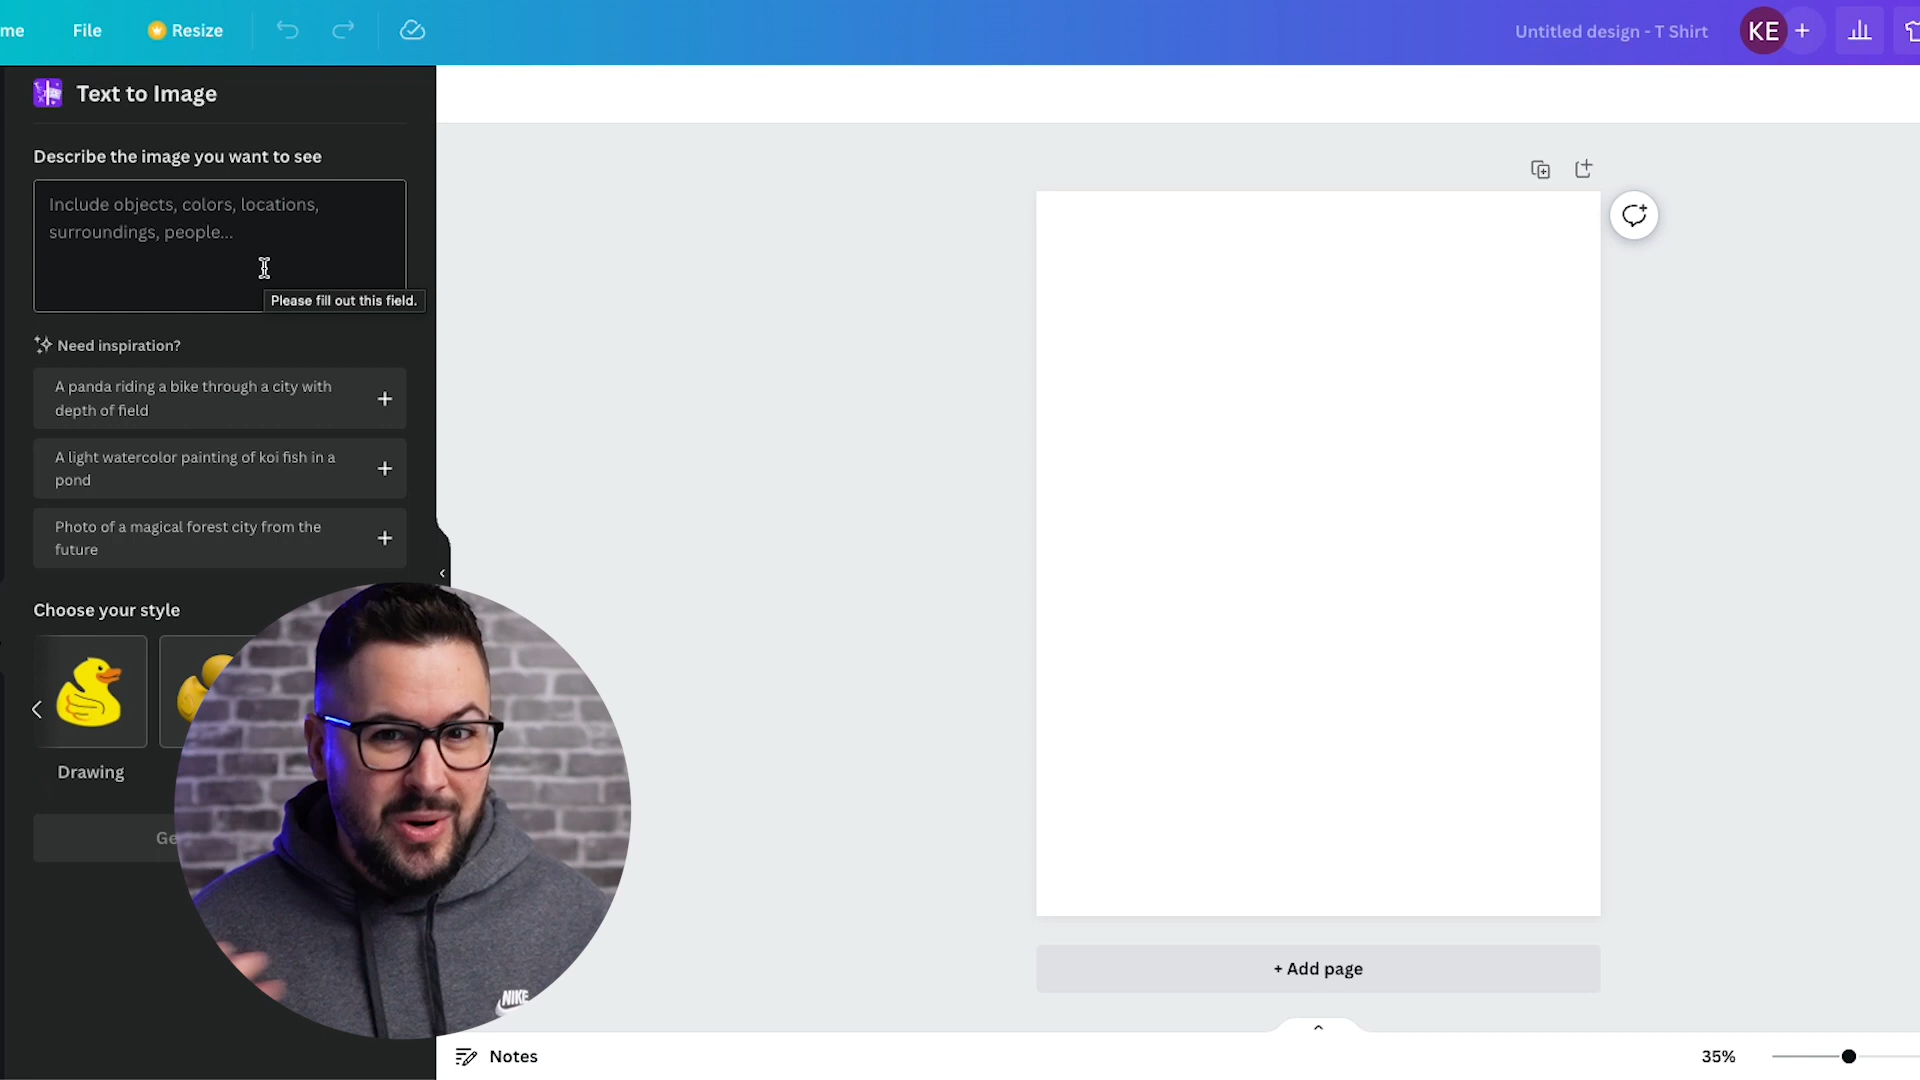 me
File
Resize
Untitled design - T Shirt
KE
Text to Image
Describe the image you want to see
Include objects, colors, locations,
surroundings, people...
Please fill out this field.
Need inspiration?
A panda riding a bike through a city with
depth of field
A light watercolor painting of koi fish in a
pond
Photo of a magical forest city from the
future
Choose your style
Drawing
Ge
NIKE
+ Add page
Notes
35%